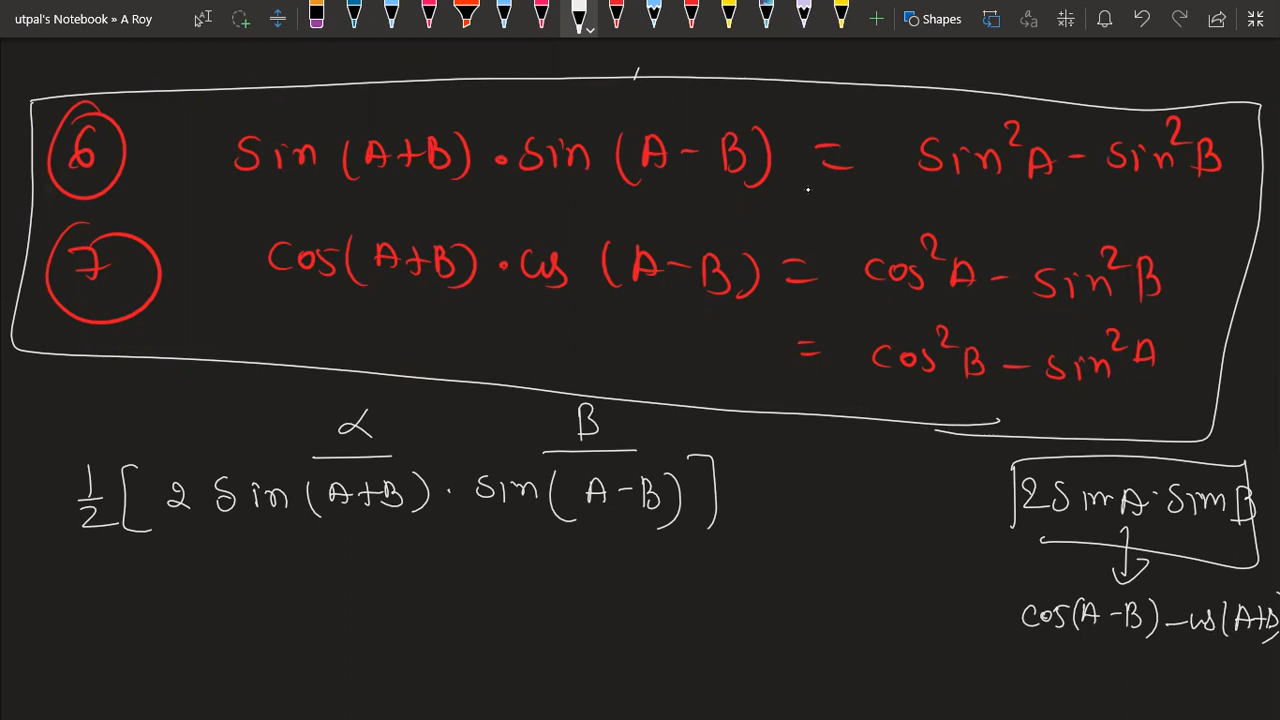 utpal's Notebook » A Roy
Shapes
6 Sin (A+B) · Sin (A - B) = Sin²A - Sin²B
7 Cos(A+B) · Cos (A - B) = Cos²A - Sin²B
= Cos²B - Sin²A
α β
1/2 [ 2 Sin (A+B) · Sin (A - B) ]
2 Sin A · Sin B
Cos(A - B) - Cos(A+B